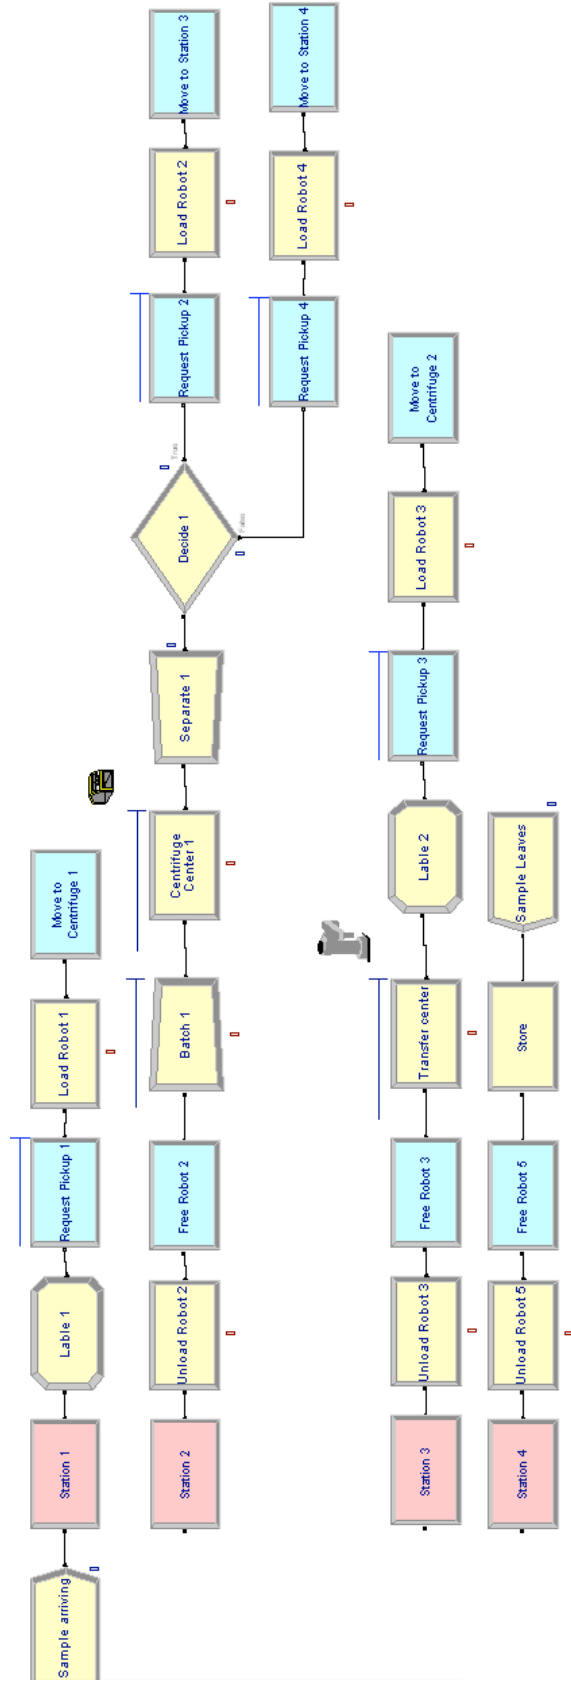 Sample arriving
Station 1
Lable 1
Request Pickup 1
Load Robot 1
Move to
Centrifuge 1
Station 2
Unload Robot 2
Free Robot 2
Batch 1
Centrifuge
Center 1
Separate 1
Decide 1
True
False
Request Pickup 2
Load Robot 2
Move to Station 3
Request Pickup 4
Load Robot 4
Move to Station 4
Station 3
Unload Robot 3
Free Robot 3
Transfer center
Lable 2
Request Pickup 3
Load Robot 3
Move to
Centrifuge 2
Station 4
Unload Robot 5
Free Robot 5
Store
Sample Leaves